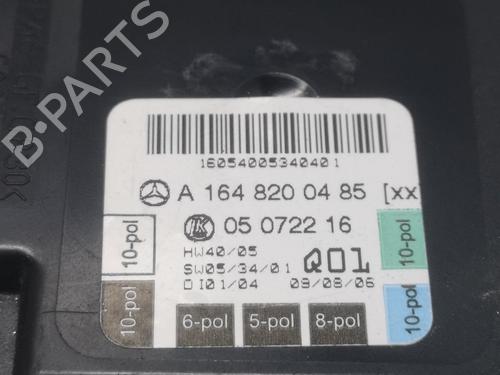 1605400534040 1
A 164 820 04 85 [xx]
05 0722 16
HW40/05
SW05/34/01
D I01/04
Q01
09/08/06
10-pol
10-pol
10-pol
10-pol
6-pol
5-pol
8-pol
B-PARTS